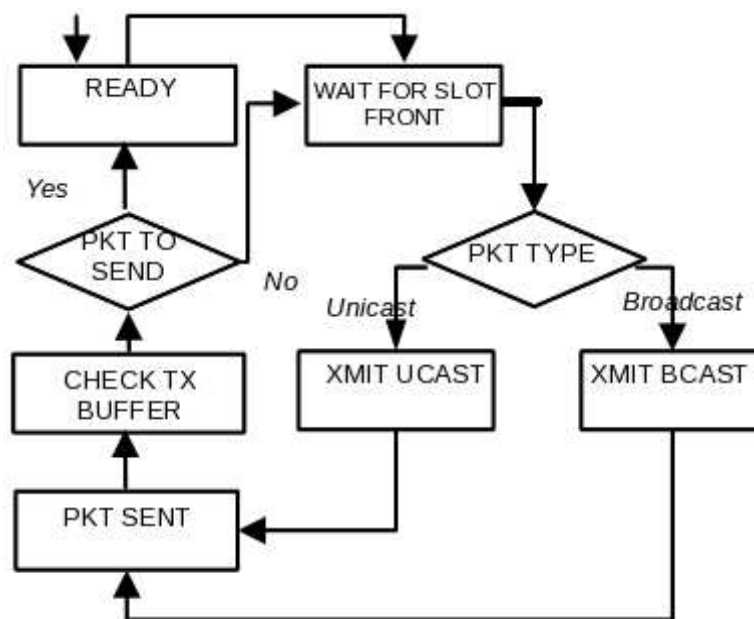 READY
WAIT FOR SLOT
FRONT
Yes
PKT TO
SEND
No
PKT TYPE
Unicast
Broadcast
CHECK TX
BUFFER
XMIT UCAST
XMIT BCAST
PKT SENT